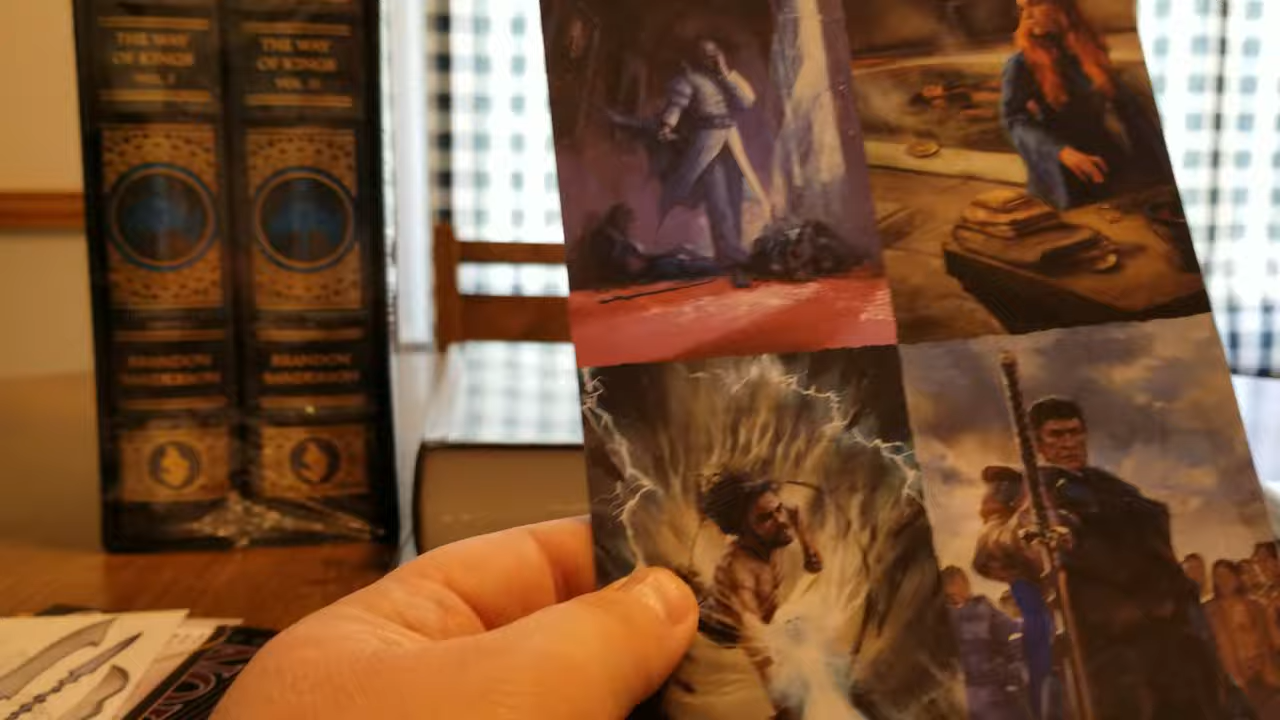 THE WAY
OF KINGS
VOL. I
BRANDON
SANDERSON
THE WAY
OF KINGS
VOL. II
BRANDON
SANDERSON